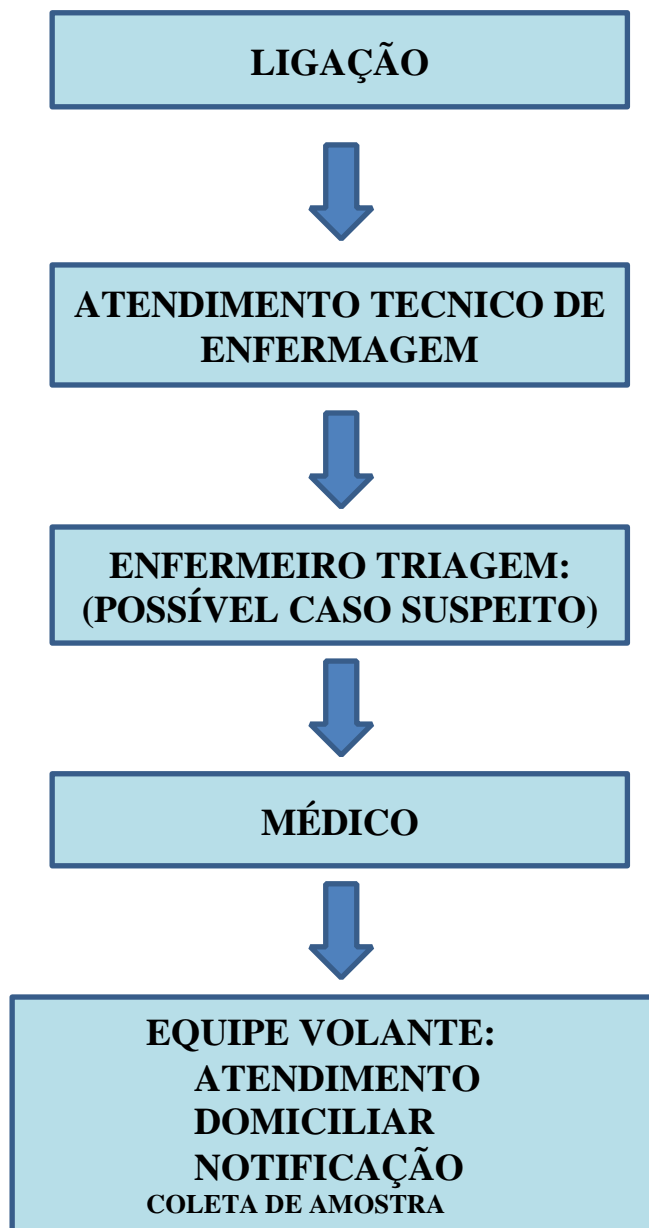 LIGAÇÃO
ATENDIMENTO TECNICO DE
ENFERMAGEM
ENFERMEIRO TRIAGEM:
(POSSÍVEL CASO SUSPEITO)
MÉDICO
EQUIPE VOLANTE:
ATENDIMENTO
DOMICILIAR
NOTIFICAÇÃO
COLETA DE AMOSTRA